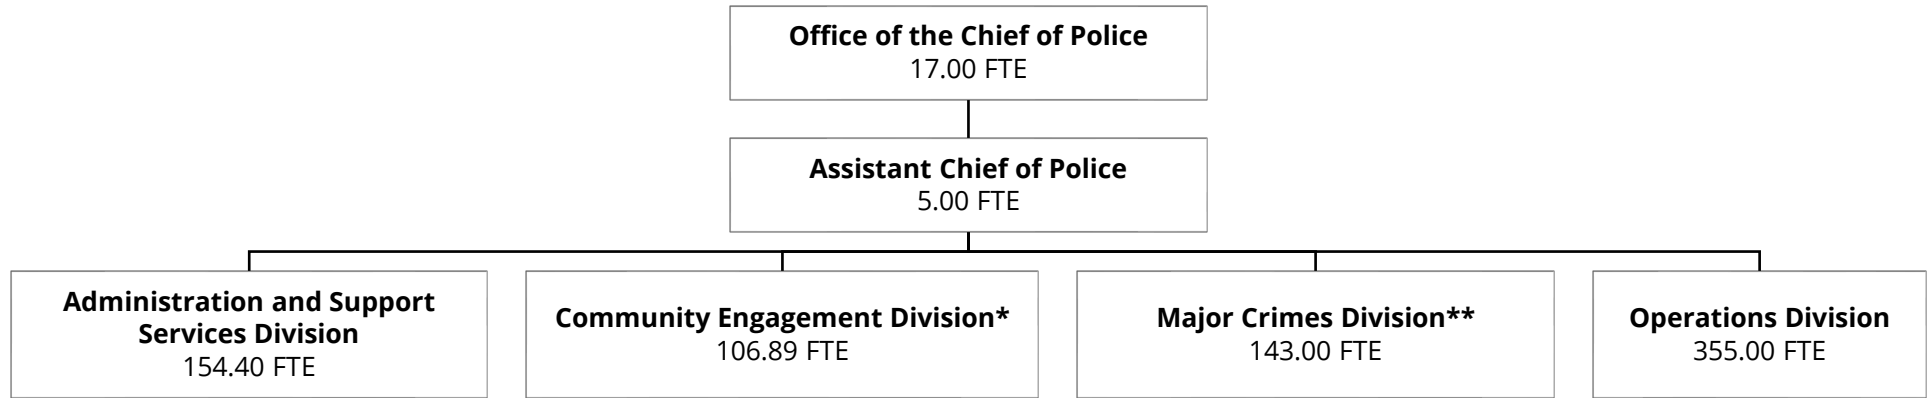 Office of the Chief of Police
17.00 FTE
Assistant Chief of Police
5.00 FTE
Administration and Support
Services Division
154.40 FTE
Community Engagement Division*
106.89 FTE
Major Crimes Division**
143.00 FTE
Operations Division
355.00 FTE